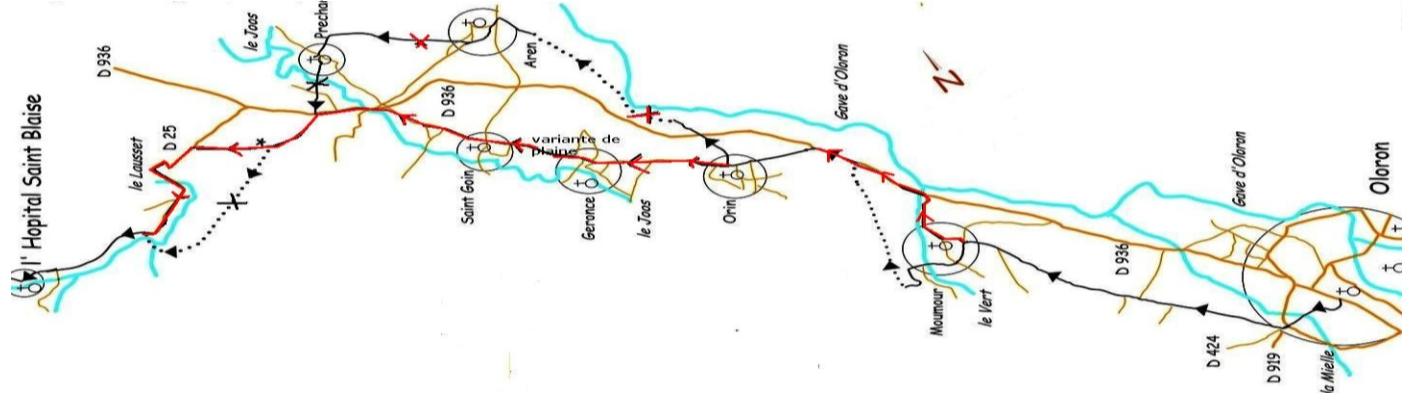 l' Hopital Saint Blaise
le Lausset
D 25
D 936
le Joos
Prechac
Aren
D 936
Saint Goin
variante de
plaine
Geronce
le Joos
Orin
Gave d'Oloron
N
Moumour
le Vert
D 936
Gave d'Oloron
D 424
D 919
la Mielle
Oloron